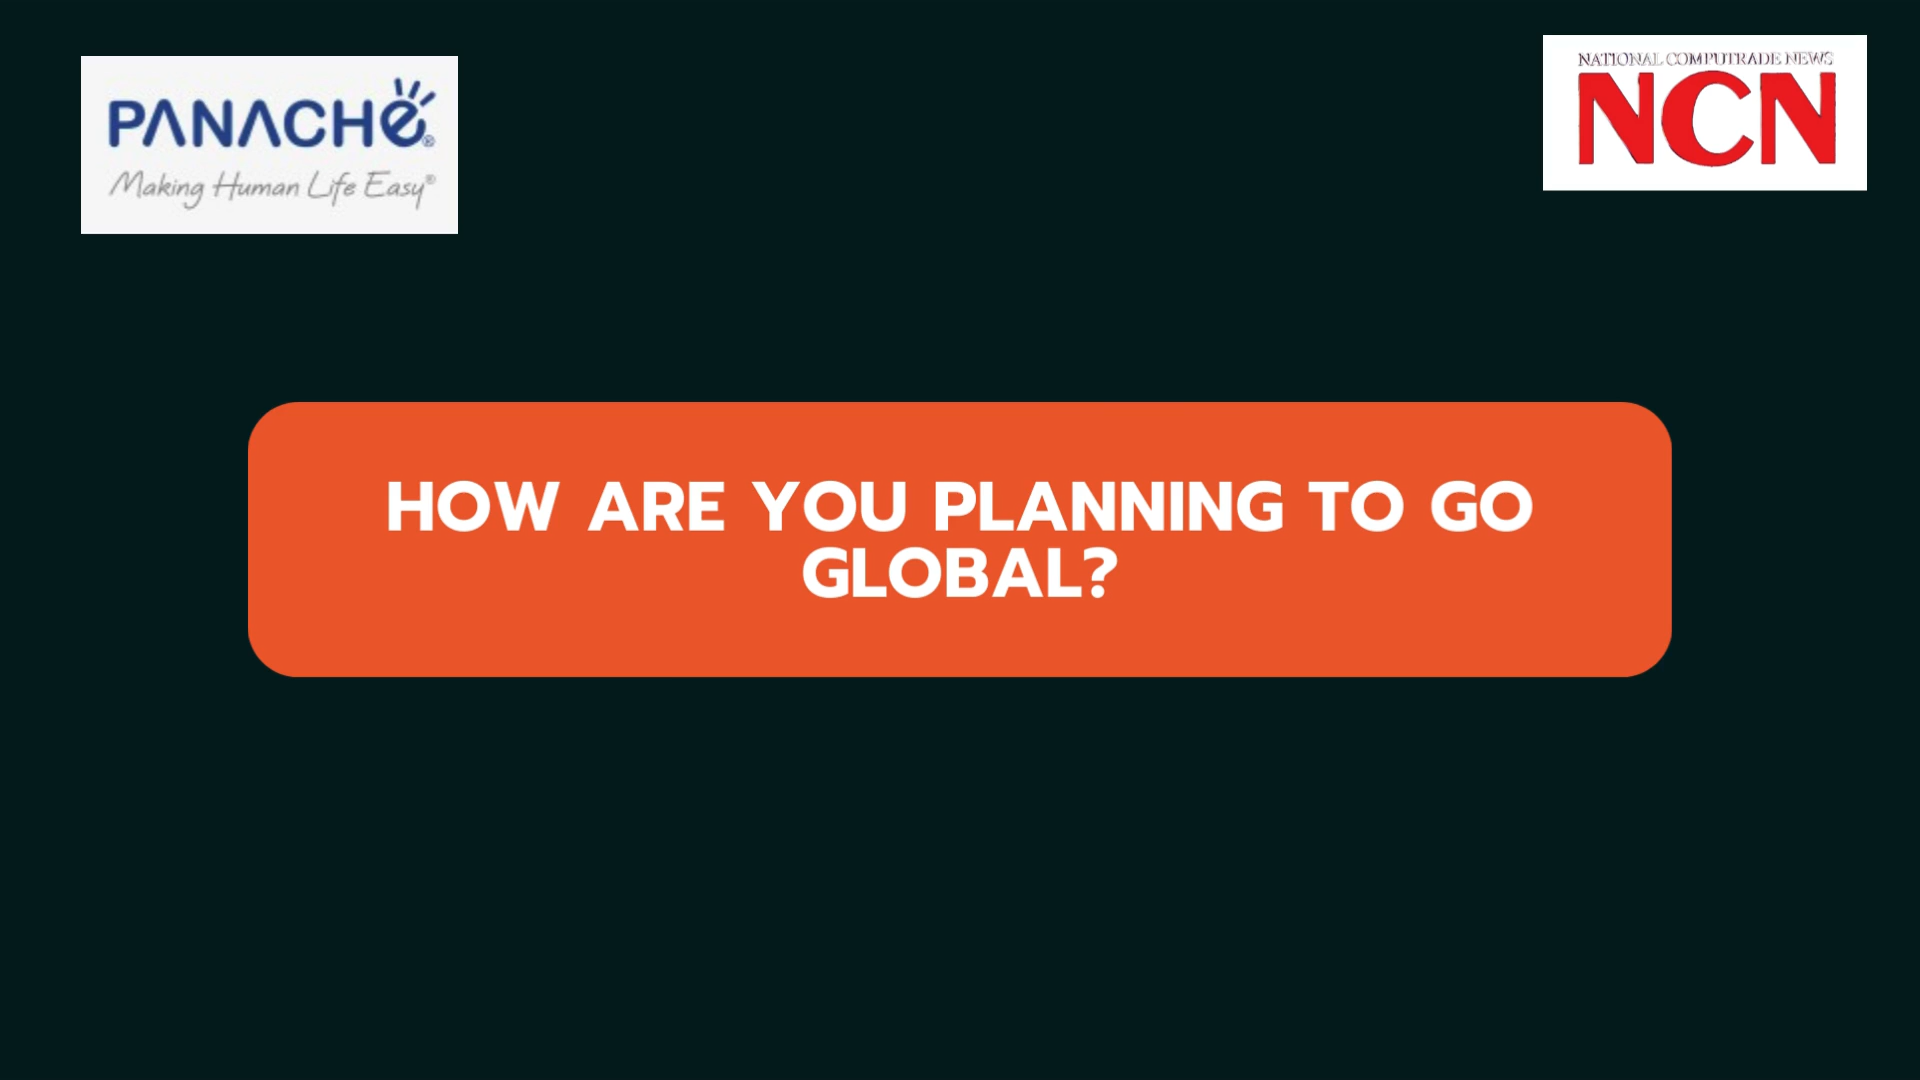 PANACHE®
Making Human Life Easy®
NATIONAL COMPUTRADE NEWS
NCN
HOW ARE YOU PLANNING TO GO
GLOBAL?